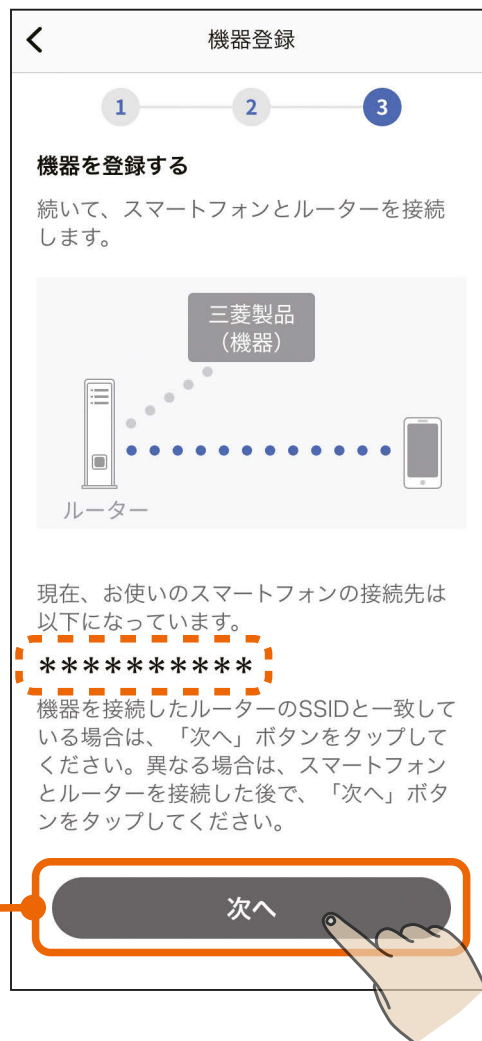 機器登録
1 2 3
機器を登録する
続いて、スマートフォンとルーターを接続
します。
三菱製品
（機器）
ルーター
現在、お使いのスマートフォンの接続先は
以下になっています。
**********
機器を接続したルーターのSSIDと一致して
いる場合は、「次へ」ボタンをタップして
ください。異なる場合は、スマートフォン
とルーターを接続した後で、「次へ」ボタ
ンをタップしてください。
次へ